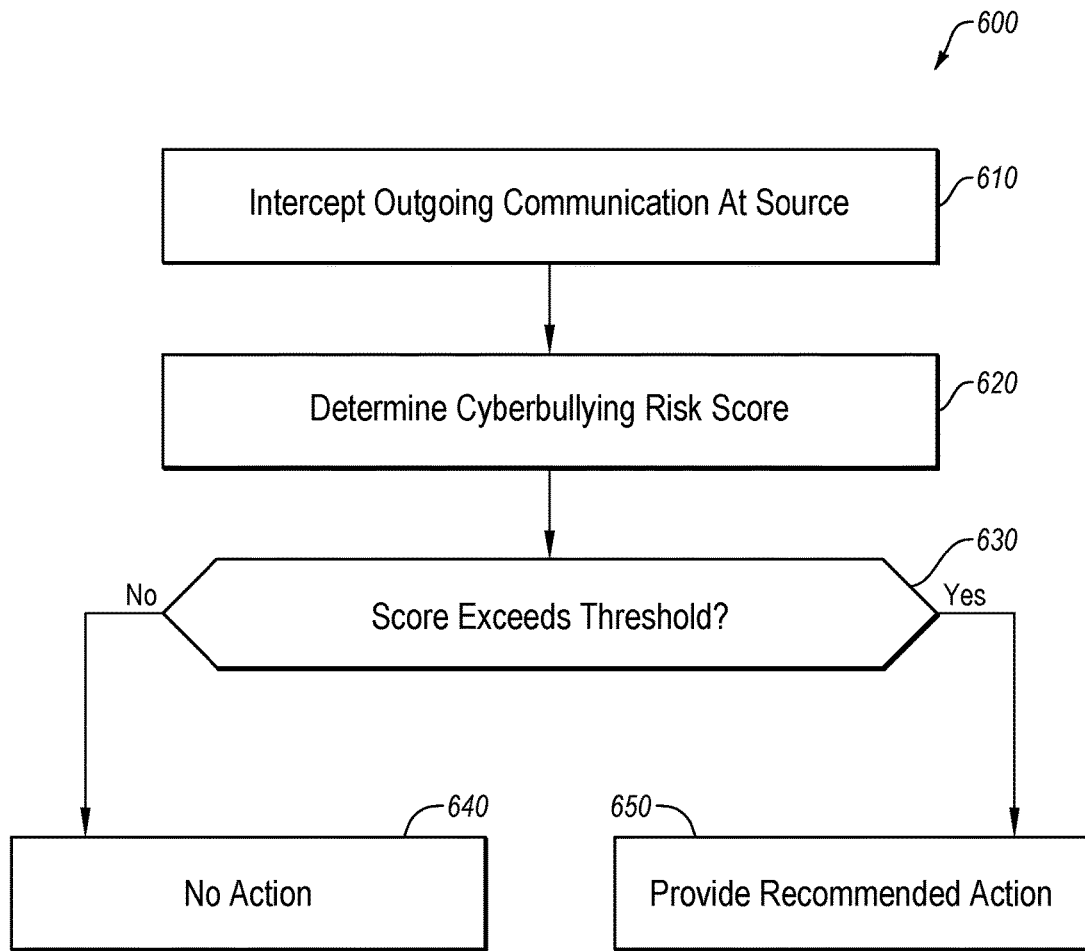 600
Intercept Outgoing Communication At Source
610
Determine Cyberbullying Risk Score
620
630
No
Score Exceeds Threshold?
Yes
640
650
No Action
Provide Recommended Action